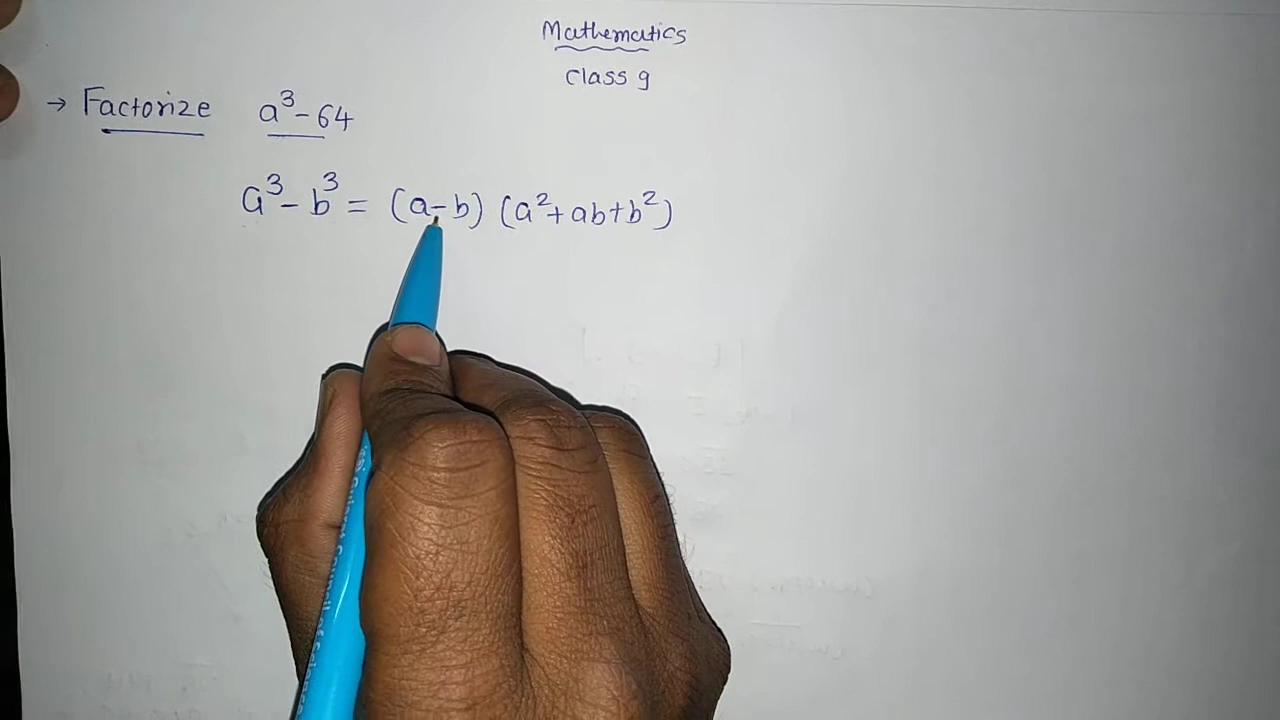 Mathematics
Class 9
→ Factorize a³ - 64
a³ - b³ = (a-b) (a² + ab + b²)